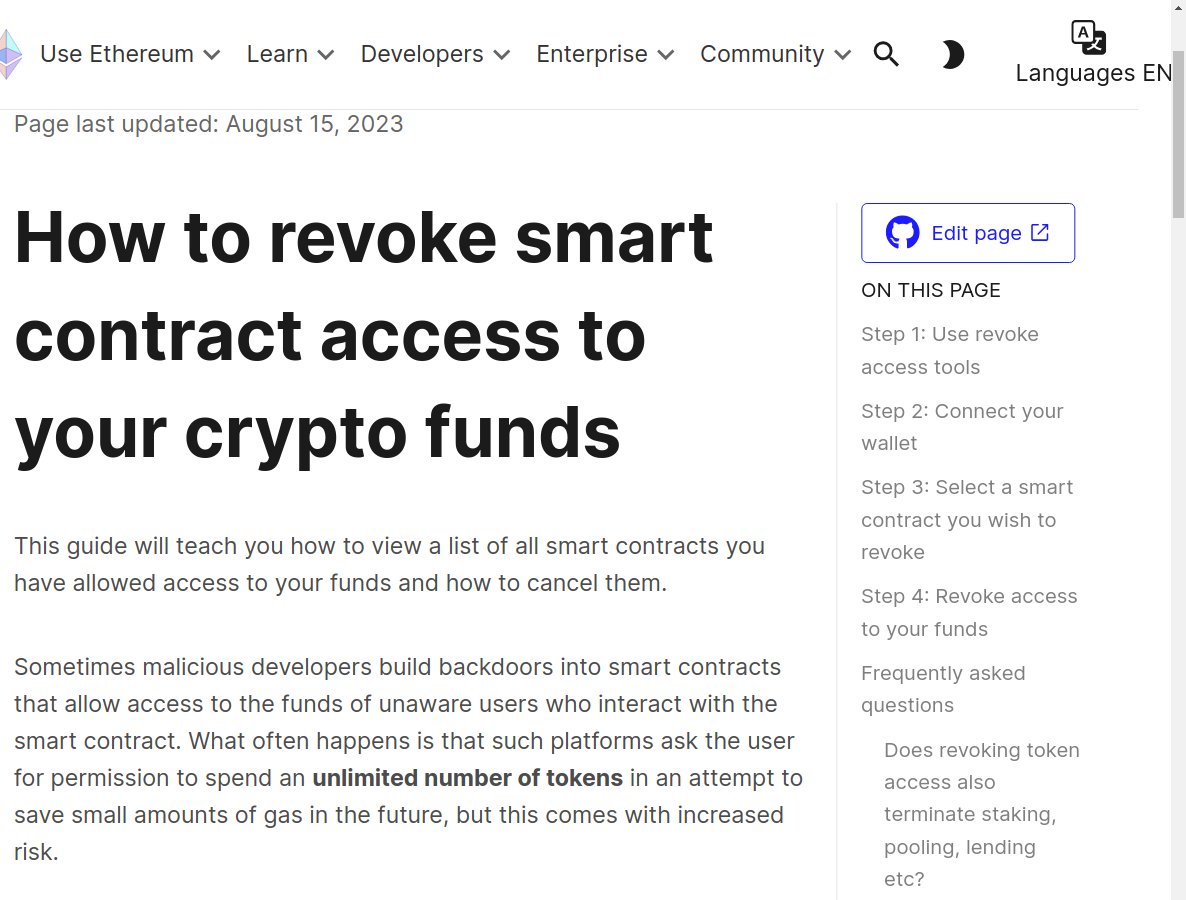 Use Ethereum Learn Developers Enterprise Community
Languages EN
Page last updated: August 15, 2023
How to revoke smart
contract access to
your crypto funds
This guide will teach you how to view a list of all smart contracts you
have allowed access to your funds and how to cancel them.
Sometimes malicious developers build backdoors into smart contracts
that allow access to the funds of unaware users who interact with the
smart contract. What often happens is that such platforms ask the user
for permission to spend an unlimited number of tokens in an attempt to
save small amounts of gas in the future, but this comes with increased
risk.
Edit page
ON THIS PAGE
Step 1: Use revoke
access tools
Step 2: Connect your
wallet
Step 3: Select a smart
contract you wish to
revoke
Step 4: Revoke access
to your funds
Frequently asked
questions
Does revoking token
access also
terminate staking,
pooling, lending
etc?